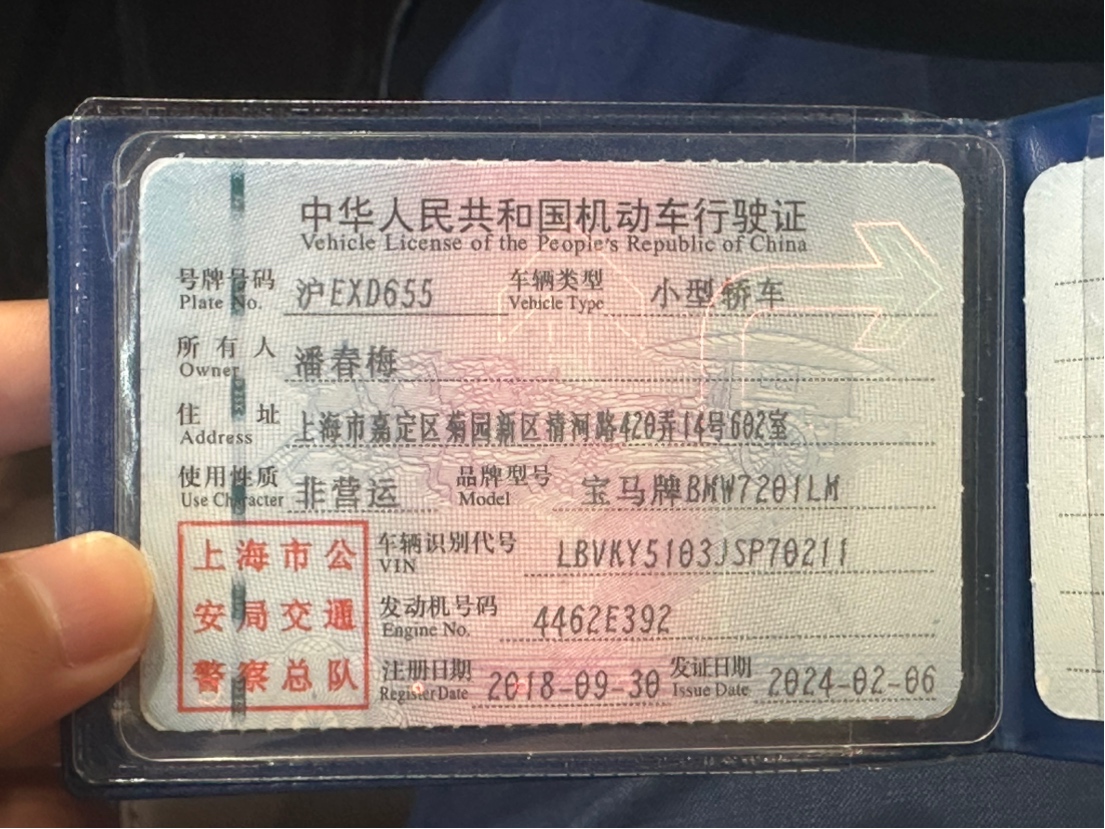 中华人民共和国机动车行驶证
Vehicle License of the People's Republic of China
号牌号码 沪EXD655 车辆类型 小型轿车
Plate No. Vehicle Type
所有人 潘春梅
Owner
住址 上海市嘉定区菊园新区清河路420弄14号602室
Address
使用性质 非营运 品牌型号 宝马牌BMW7201LM
Use Character Model
车辆识别代号 LBVKY5103JSP70211
VIN
发动机号码 4462E392
Engine No.
注册日期 2018-09-30 发证日期 2024-02-06
Register Date Issue Date
上海市公
安局交通
警察总队